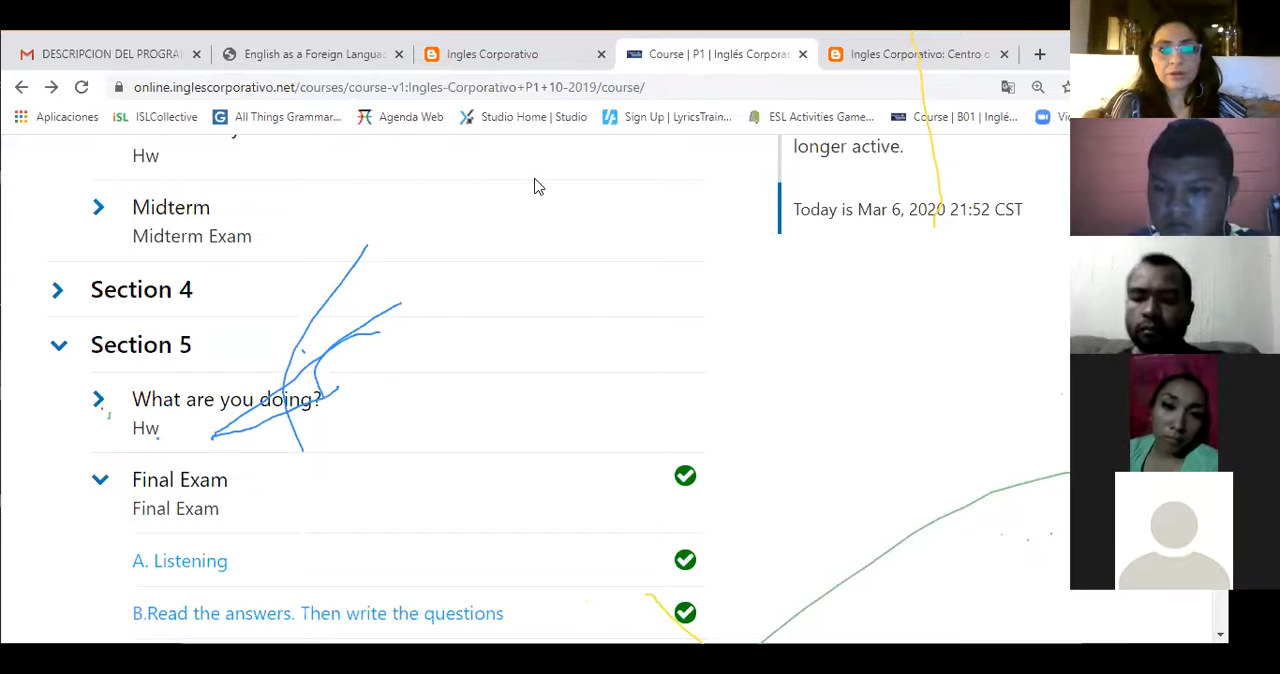 DESCRIPCION DEL PROGRA
English as a Foreign Languac
Ingles Corporativo
Course | P1 | Inglés Corpora
Ingles Corporativo: Centro
online.inglescorporativo.net/courses/course-v1:Ingles-Corporativo+P1+10-2019/course/
Aplicaciones
iSL ISLCollective
All Things Grammar...
Agenda Web
Studio Home | Studio
Sign Up | LyricsTrain...
ESL Activities Game...
Course | B01 | Inglé...
Hw
longer active.
Midterm
Midterm Exam
Today is Mar 6, 2020 21:52 CST
Section 4
Section 5
What are you doing?
Hw
Final Exam
Final Exam
A. Listening
B.Read the answers. Then write the questions